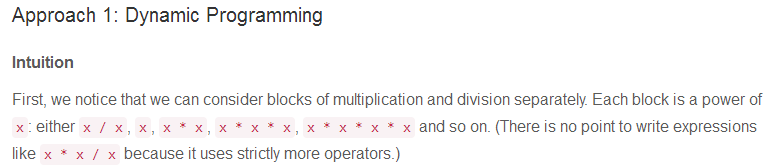 Approach 1: Dynamic Programming
Intuition
First, we notice that we can consider blocks of multiplication and division separately. Each block is a power of
x : either x / x , x , x * x , x * x * x , x * x * x * x and so on. (There is no point to write expressions
like x * x / x because it uses strictly more operators.)